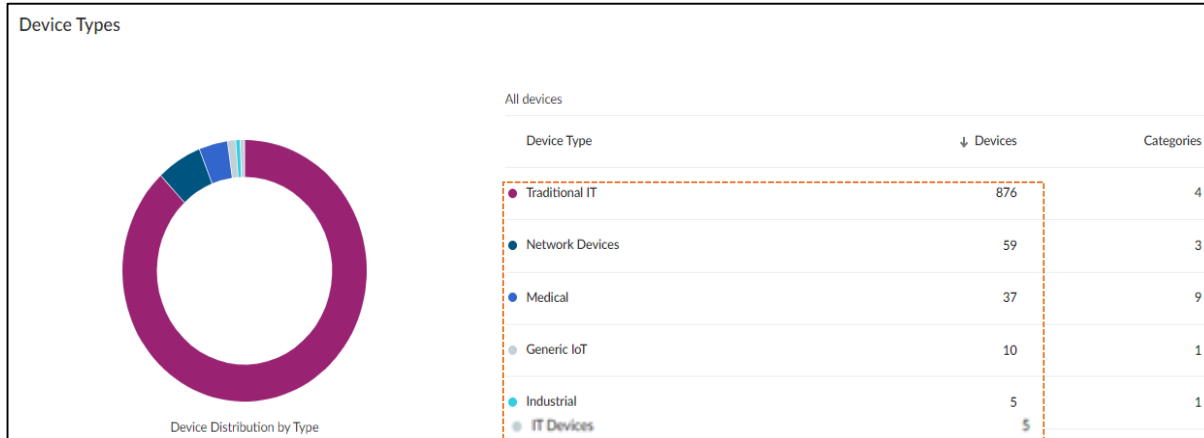 Device Types
All devices
Device Type ↓ Devices Categories
Traditional IT 876 4
Network Devices 59 3
Medical 37 9
Generic IoT 10 1
Industrial 5 1
IT Devices 5
Device Distribution by Type